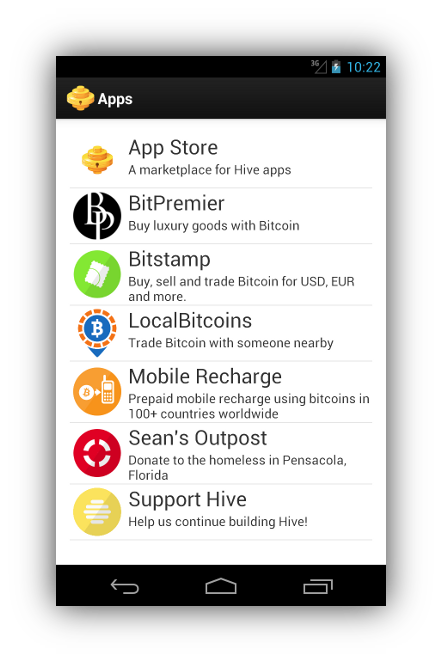 3G
10:22
Apps
App Store
A marketplace for Hive apps
BP
BitPremier
Buy luxury goods with Bitcoin
Bitstamp
Buy, sell and trade Bitcoin for USD, EUR
and more.
LocalBitcoins
Trade Bitcoin with someone nearby
Mobile Recharge
Prepaid mobile recharge using bitcoins in
100+ countries worldwide
Sean's Outpost
Donate to the homeless in Pensacola,
Florida
Support Hive
Help us continue building Hive!